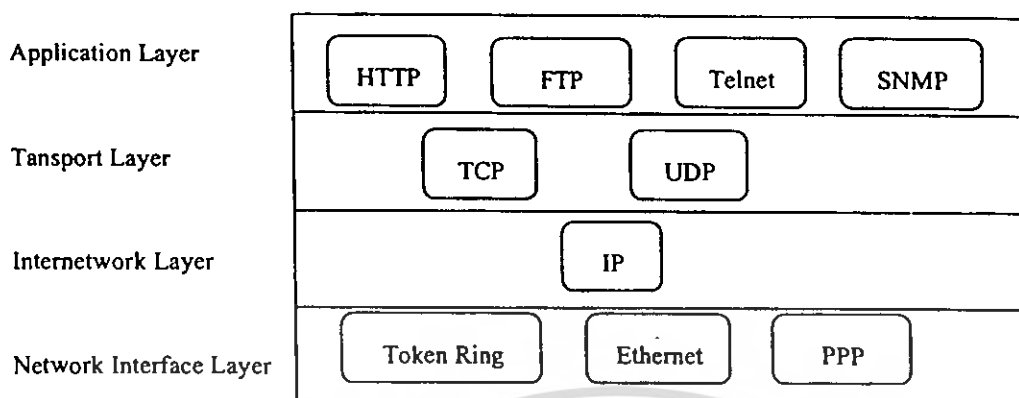 Application Layer
HTTP FTP Telnet SNMP
Tansport Layer
TCP UDP
Internetwork Layer
IP
Network Interface Layer
Token Ring Ethernet PPP